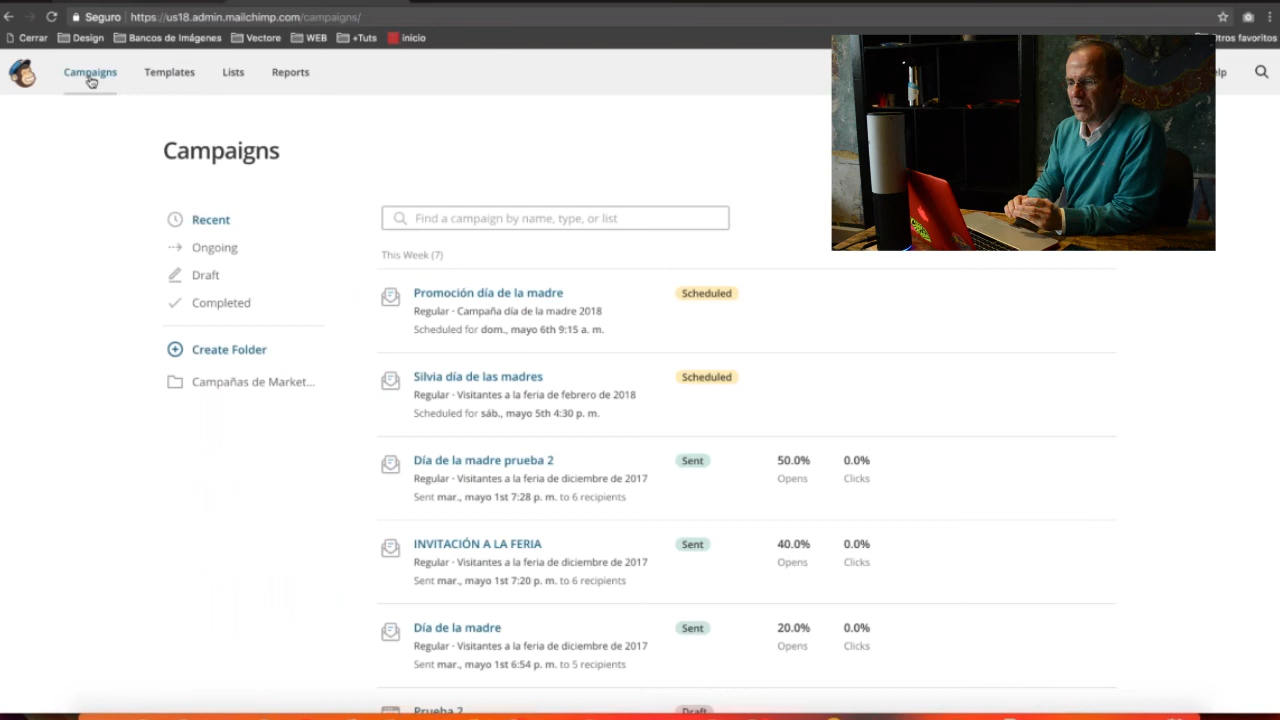 Seguro https://us18.admin.mailchimp.com/campaigns/
Cerrar Design Bancos de Imágenes Vectore WEB +Tuts inicio Otros favoritos
Campaigns Templates Lists Reports
Campaigns
Recent
Ongoing
Draft
Completed
Create Folder
Campañas de Market...
Find a campaign by name, type, or list
This Week (7)
Promoción día de la madre Scheduled
Regular · Campaña día de la madre 2018
Scheduled for dom., mayo 6th 9:15 a. m.
Silvia día de las madres Scheduled
Regular · Visitantes a la feria de febrero de 2018
Scheduled for sáb., mayo 5th 4:30 p. m.
Día de la madre prueba 2 Sent 50.0% 0.0%
Regular · Visitantes a la feria de diciembre de 2017 Opens Clicks
Sent mar., mayo 1st 7:28 p. m. to 6 recipients
INVITACIÓN A LA FERIA Sent 40.0% 0.0%
Regular · Visitantes a la feria de diciembre de 2017 Opens Clicks
Sent mar., mayo 1st 7:20 p. m. to 6 recipients
Día de la madre Sent 20.0% 0.0%
Regular · Visitantes a la feria de diciembre de 2017 Opens Clicks
Sent mar., mayo 1st 6:54 p. m. to 5 recipients
Prueba 2 Draft